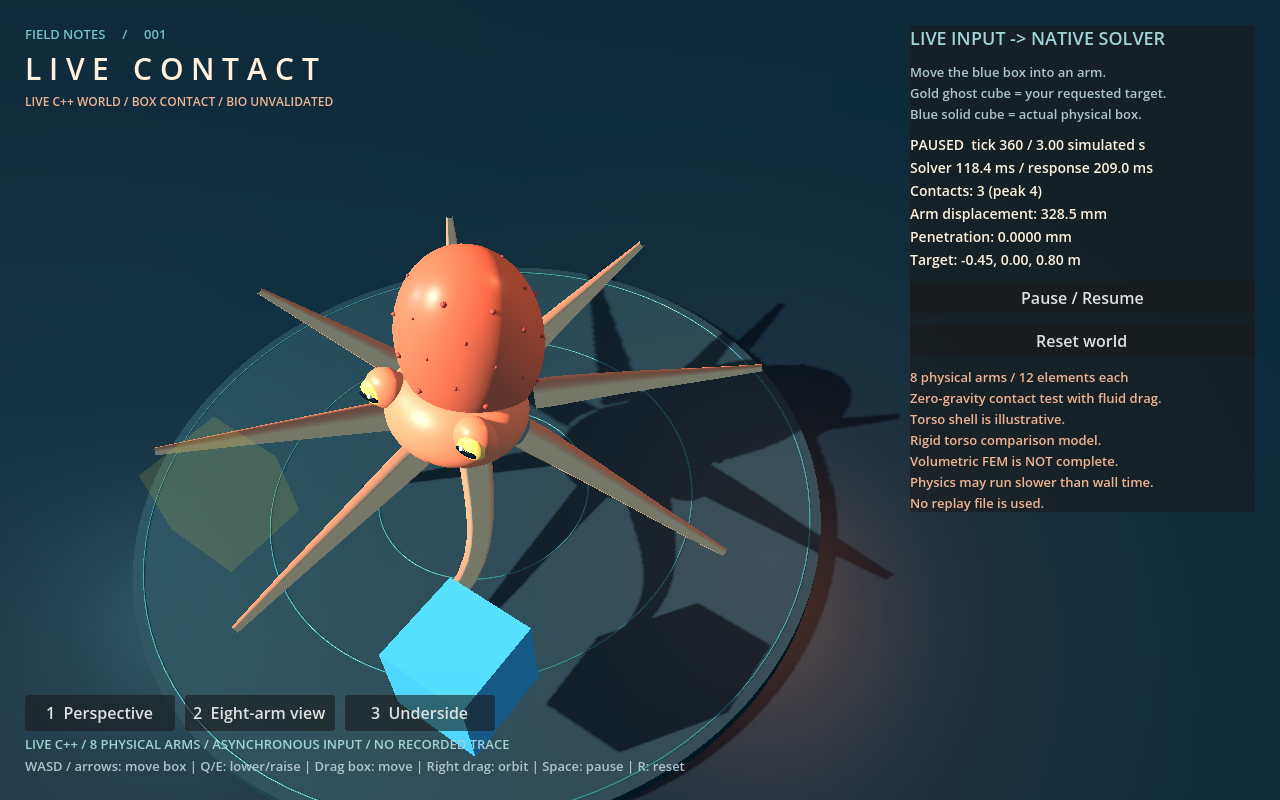 FIELD NOTES / 001
LIVE CONTACT
LIVE C++ WORLD / BOX CONTACT / BIO UNVALIDATED
LIVE INPUT -> NATIVE SOLVER
Move the blue box into an arm.
Gold ghost cube = your requested target.
Blue solid cube = actual physical box.
PAUSED tick 360 / 3.00 simulated s
Solver 118.4 ms / response 209.0 ms
Contacts: 3 (peak 4)
Arm displacement: 328.5 mm
Penetration: 0.0000 mm
Target: -0.45, 0.00, 0.80 m
Pause / Resume
Reset world
8 physical arms / 12 elements each
Zero-gravity contact test with fluid drag.
Torso shell is illustrative.
Rigid torso comparison model.
Volumetric FEM is NOT complete.
Physics may run slower than wall time.
No replay file is used.
1 Perspective
2 Eight-arm view
3 Underside
LIVE C++ / 8 PHYSICAL ARMS / ASYNCHRONOUS INPUT / NO RECORDED TRACE
WASD / arrows: move box | Q/E: lower/raise | Drag box: move | Right drag: orbit | Space: pause | R: reset